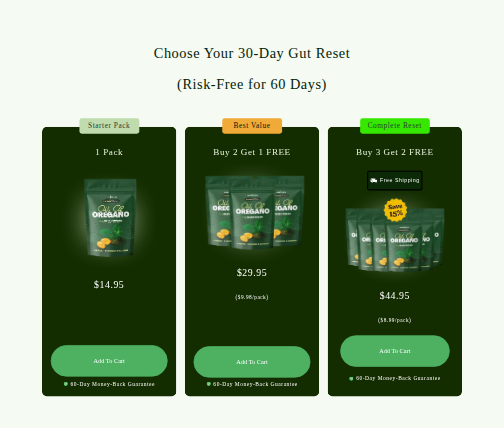 Choose Your 30-Day Gut Reset
(Risk-Free for 60 Days)
Starter Pack
1 Pack
OREGANO
$14.95
Add To Cart
60-Day Money-Back Guarantee
Best Value
Buy 2 Get 1 FREE
OREGANO
$29.95
($9.98/pack)
Add To Cart
60-Day Money-Back Guarantee
Complete Reset
Buy 3 Get 2 FREE
Free Shipping
Save
15%
OREGANO
$44.95
($8.99/pack)
Add To Cart
60-Day Money-Back Guarantee